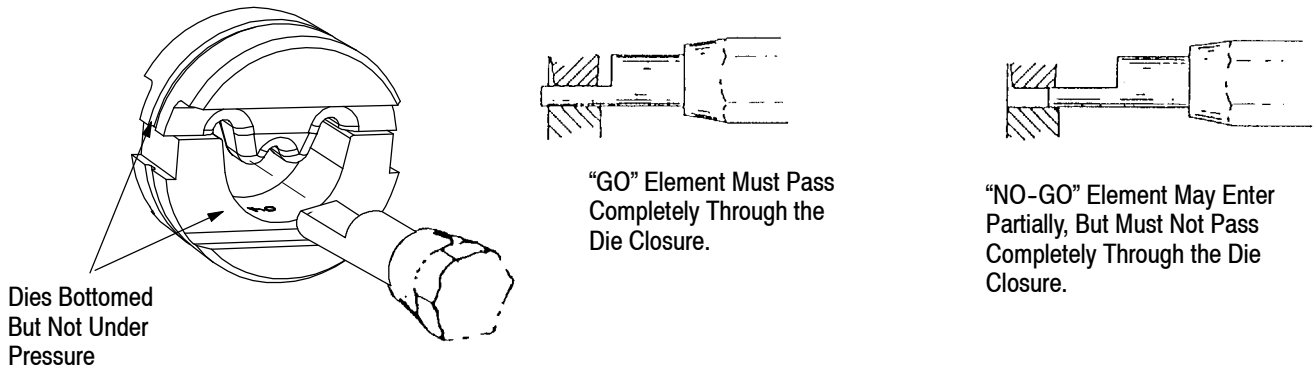 Dies Bottomed
But Not Under
Pressure
“GO” Element Must Pass
Completely Through the
Die Closure.
“NO-GO” Element May Enter
Partially, But Must Not Pass
Completely Through the Die
Closure.